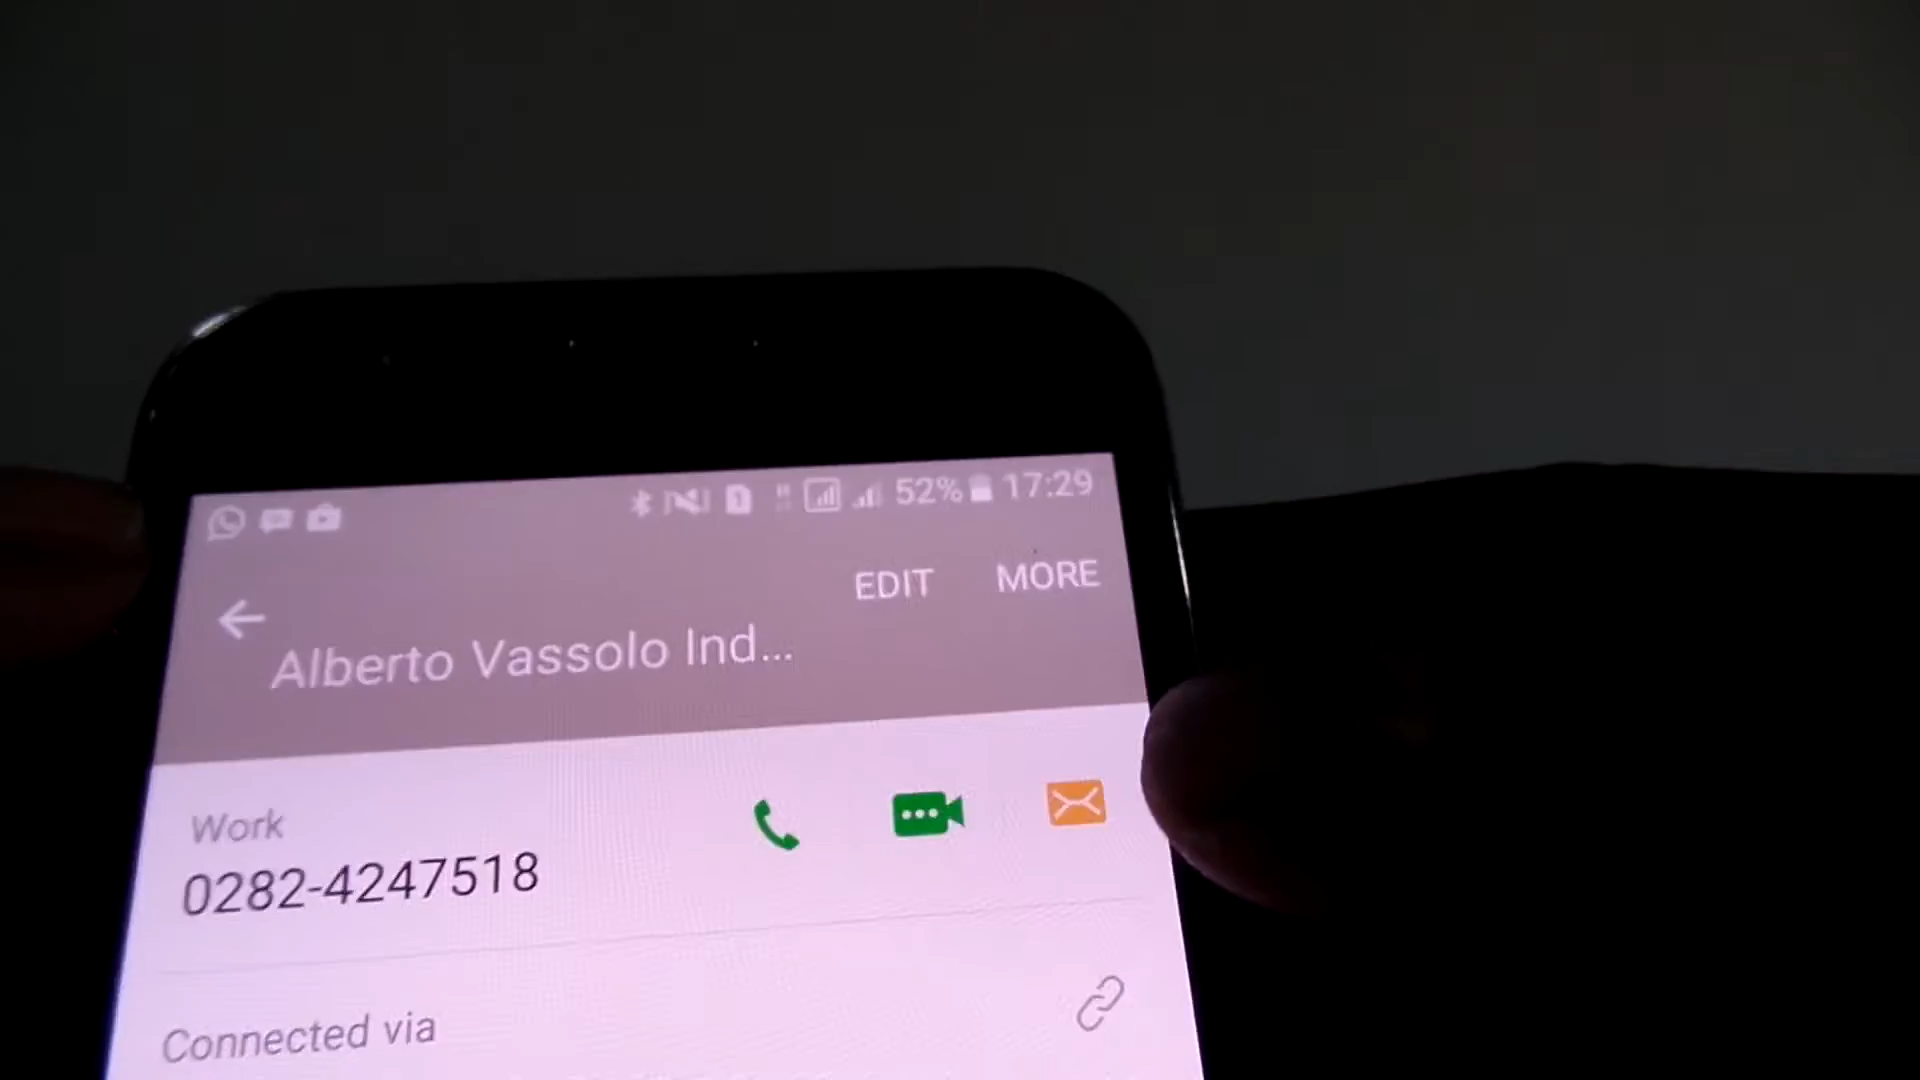 52% 17:29
EDIT MORE
Alberto Vassolo Ind...
Work
0282-4247518
Connected via